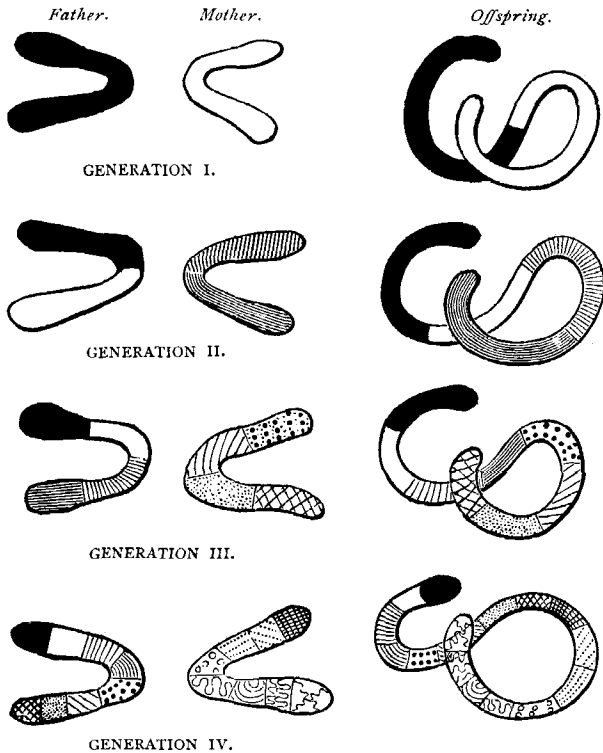 Father. Mother. Offspring.
GENERATION I.
GENERATION II.
GENERATION III.
GENERATION IV.